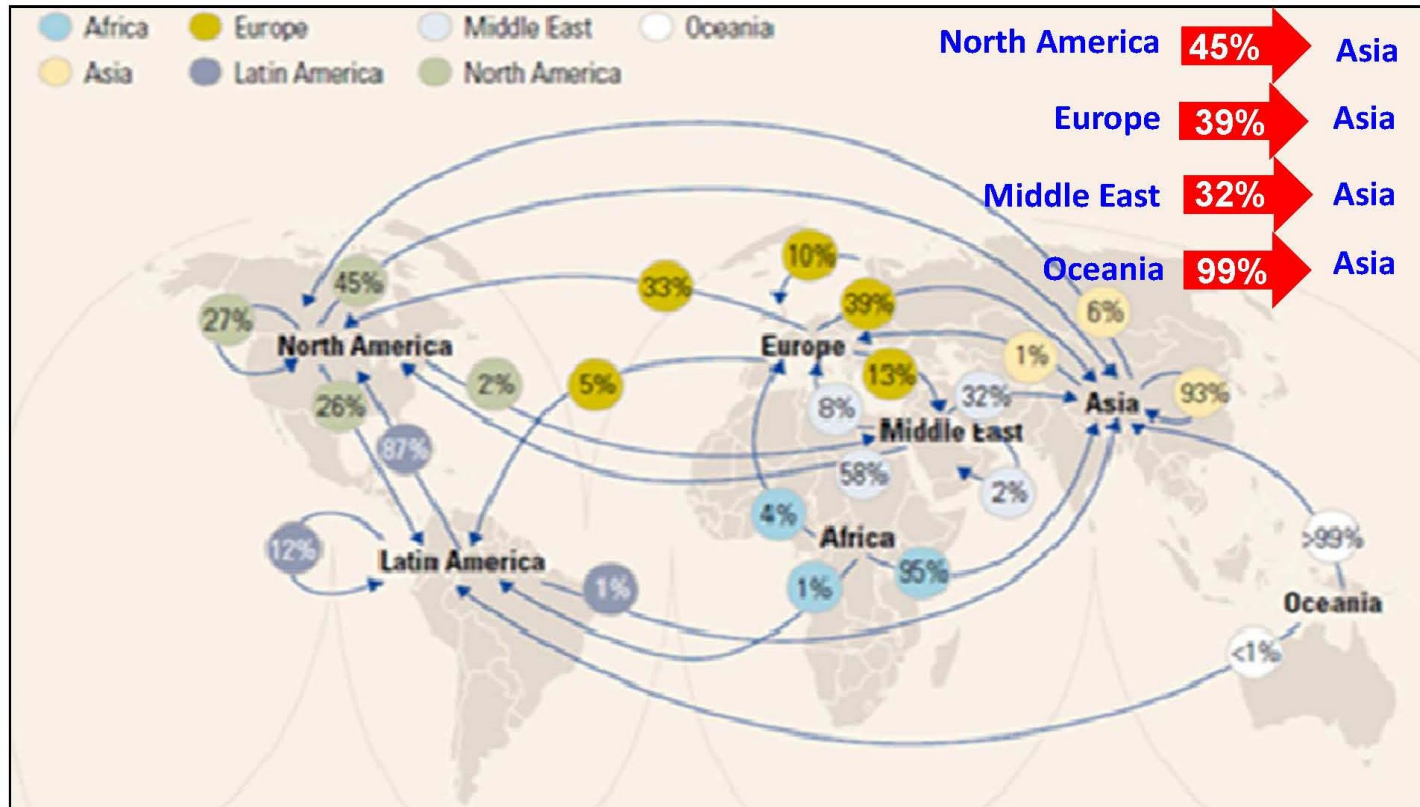 Africa Europe Middle East Oceania
Asia Latin America North America
North America 45% Asia
Europe 39% Asia
Middle East 32% Asia
Oceania 99% Asia
10%
45%
33%
39%
6%
27%
North America
Europe
1%
2%
5%
13%
93%
26%
8%
32%
Asia
87%
Middle East
58%
2%
4%
Africa
12%
Latin America
>99%
1%
1%
95%
Oceania
<1%